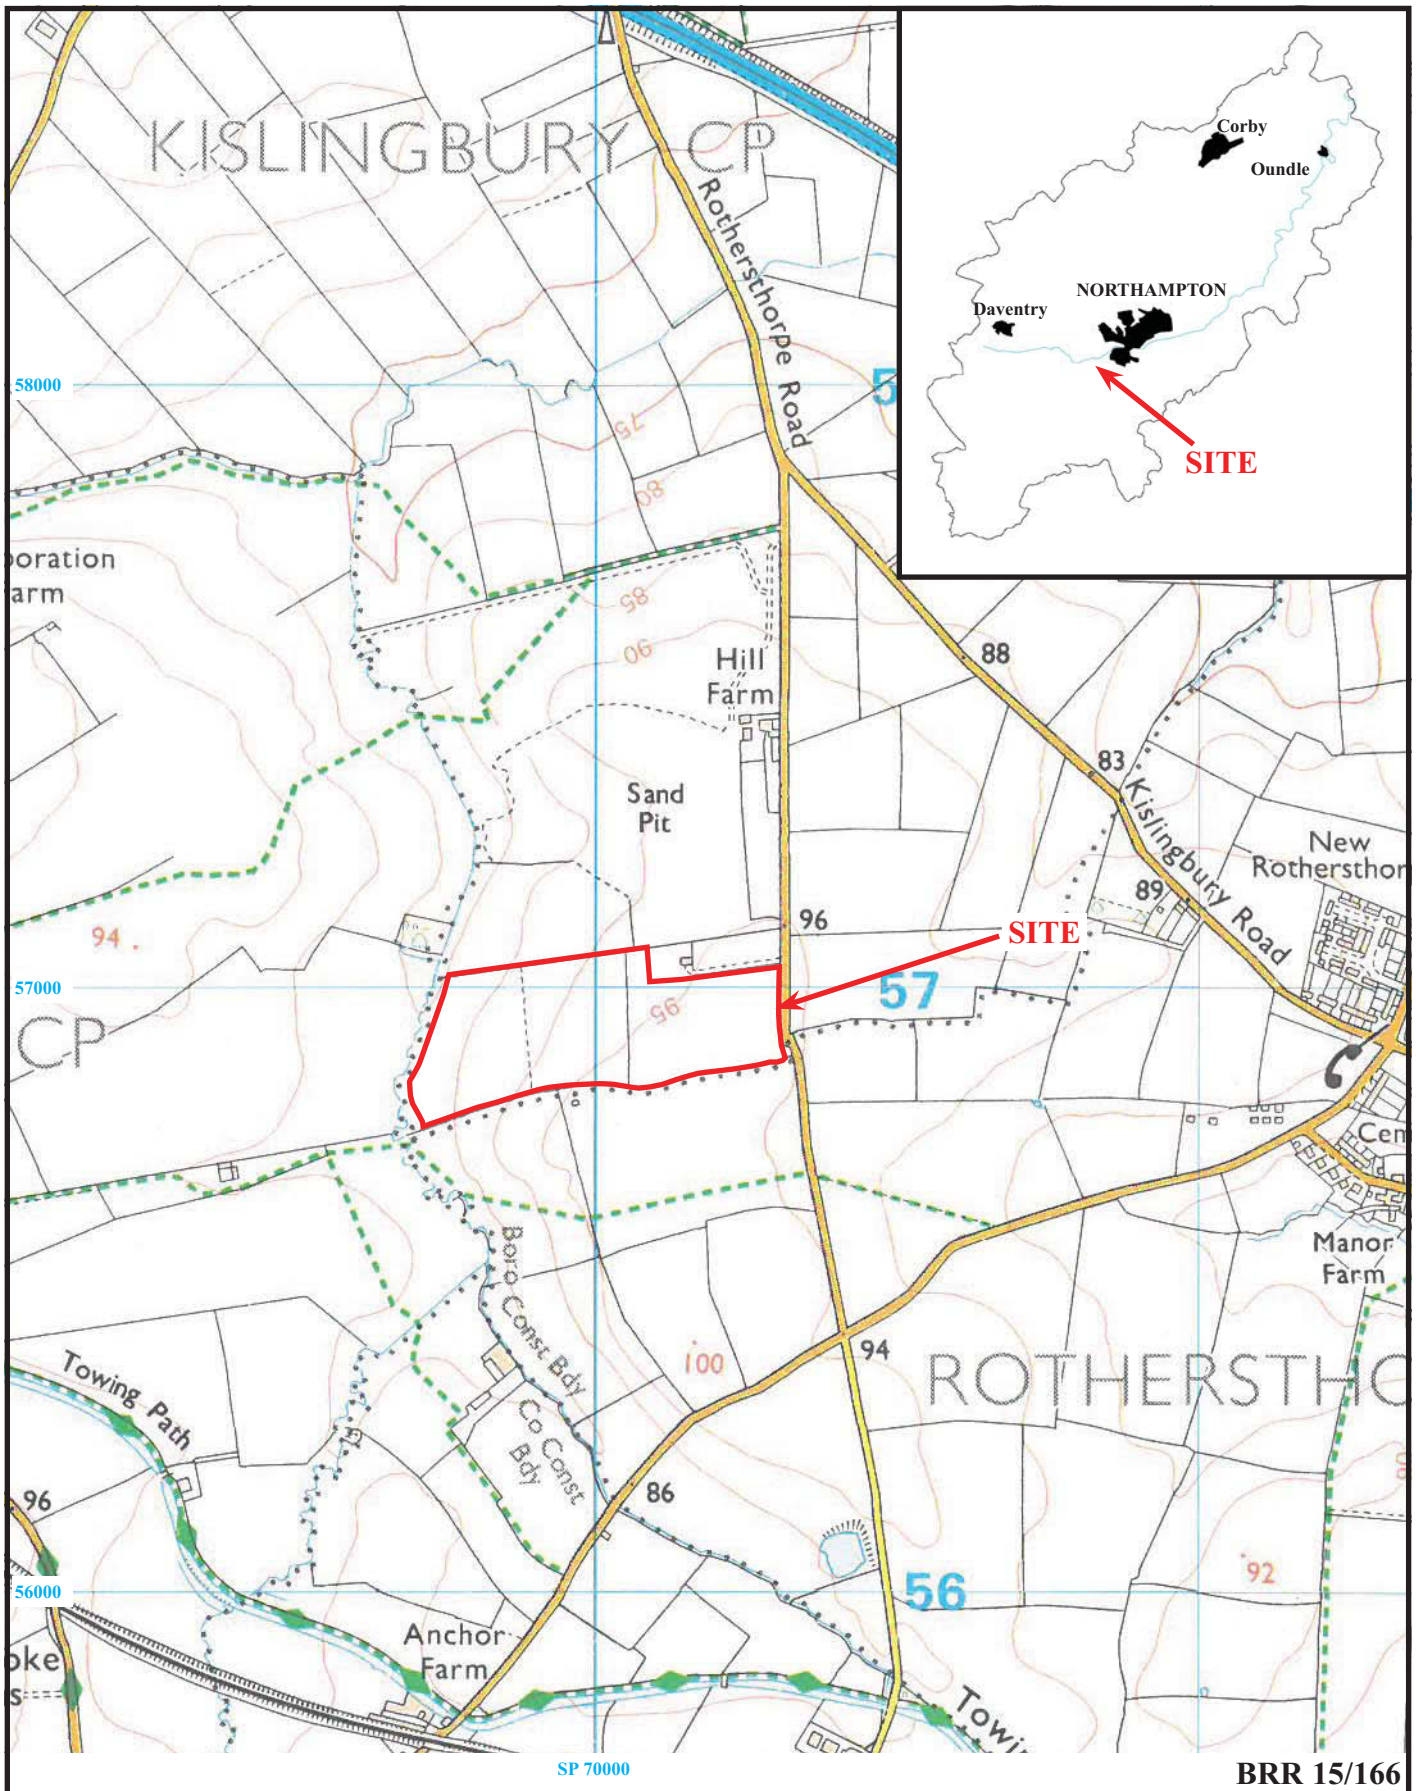 KISLINGBURY CP
Corby
Oundle
NORTHAMPTON
Daventry
SITE
Rothersthorpe Road
58000
5
75
80
85
90
poration
arm
Hill
Farm
88
83
Sand
Pit
Kislingbury Road
New
Rothersthor
89
96
SITE
94
57000
57
95
CP
Cem
Manor
Farm
Boro Const Bdy
Co Const
Bdy
100
94
ROTHERSTHO
Towing Path
96
86
92
56000
56
Anchor
Farm
oke
s
Towi
SP 70000
BRR 15/166